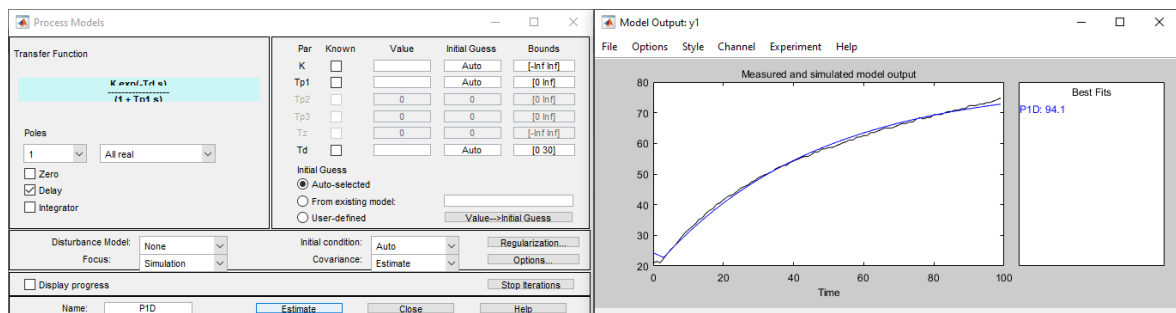 Process Models
Transfer Function
K exp(-Td s)
(1 + Tp1 s)
Poles
1 All real
Zero
Delay
Integrator
Par Known Value Initial Guess Bounds
K Auto [-Inf Inf]
Tp1 Auto [0 Inf]
Tp2 0 0 [0 Inf]
Tp3 0 0 [0 Inf]
Tz 0 0 [-Inf Inf]
Td Auto [0 30]
Initial Guess
Auto-selected
From existing model:
User-defined Value-->Initial Guess
Disturbance Model: None Initial condition: Auto Regularization...
Focus: Simulation Covariance: Estimate Options...
Display progress Stop Iterations
Name: P1D Estimate Close Help
Model Output: y1
File Options Style Channel Experiment Help
Measured and simulated model output
80
70
60
50
40
30
20
0 20 40 60 80 100
Time
Best Fits
P1D: 94.1